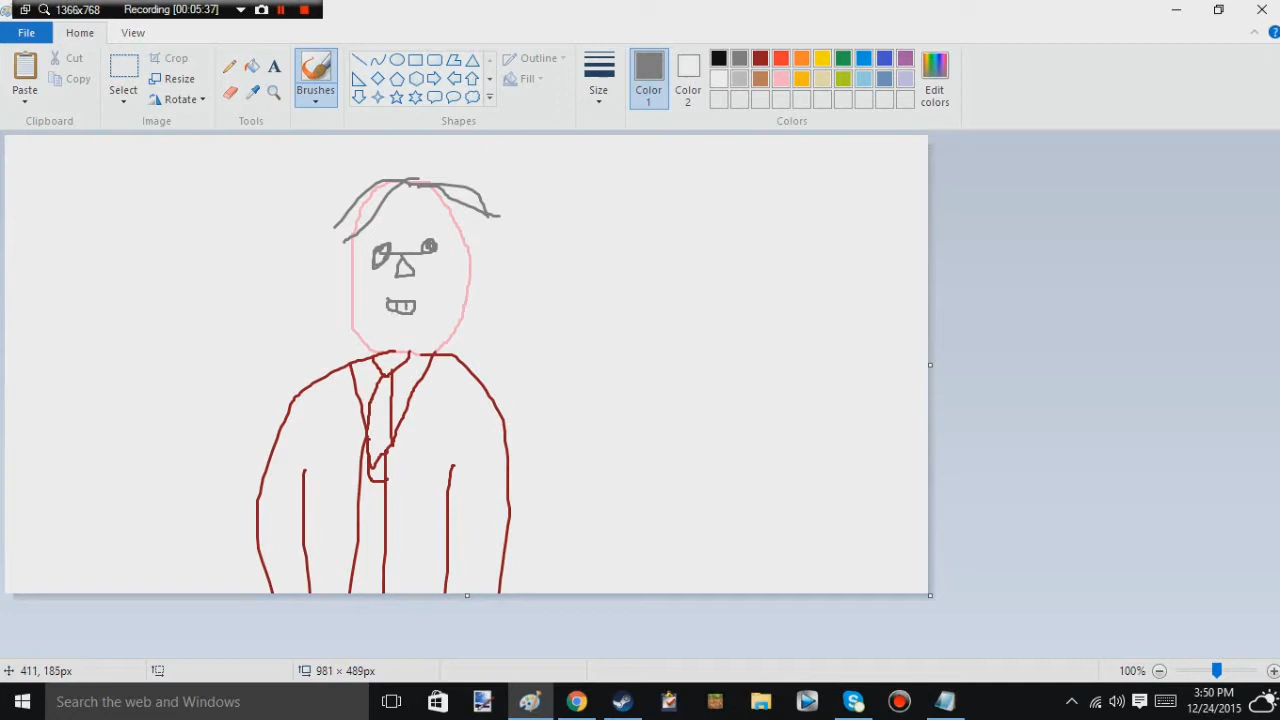 1366x768 Recording [00:05:37]
File Home View
Paste Cut Copy
Select Crop Resize Rotate
A
Brushes
Outline Fill
Size
Color 1 Color 2
Edit colors
Clipboard Image Tools Shapes Colors
411, 185px 981 × 489px 100%
Search the web and Windows
3:50 PM
12/24/2015